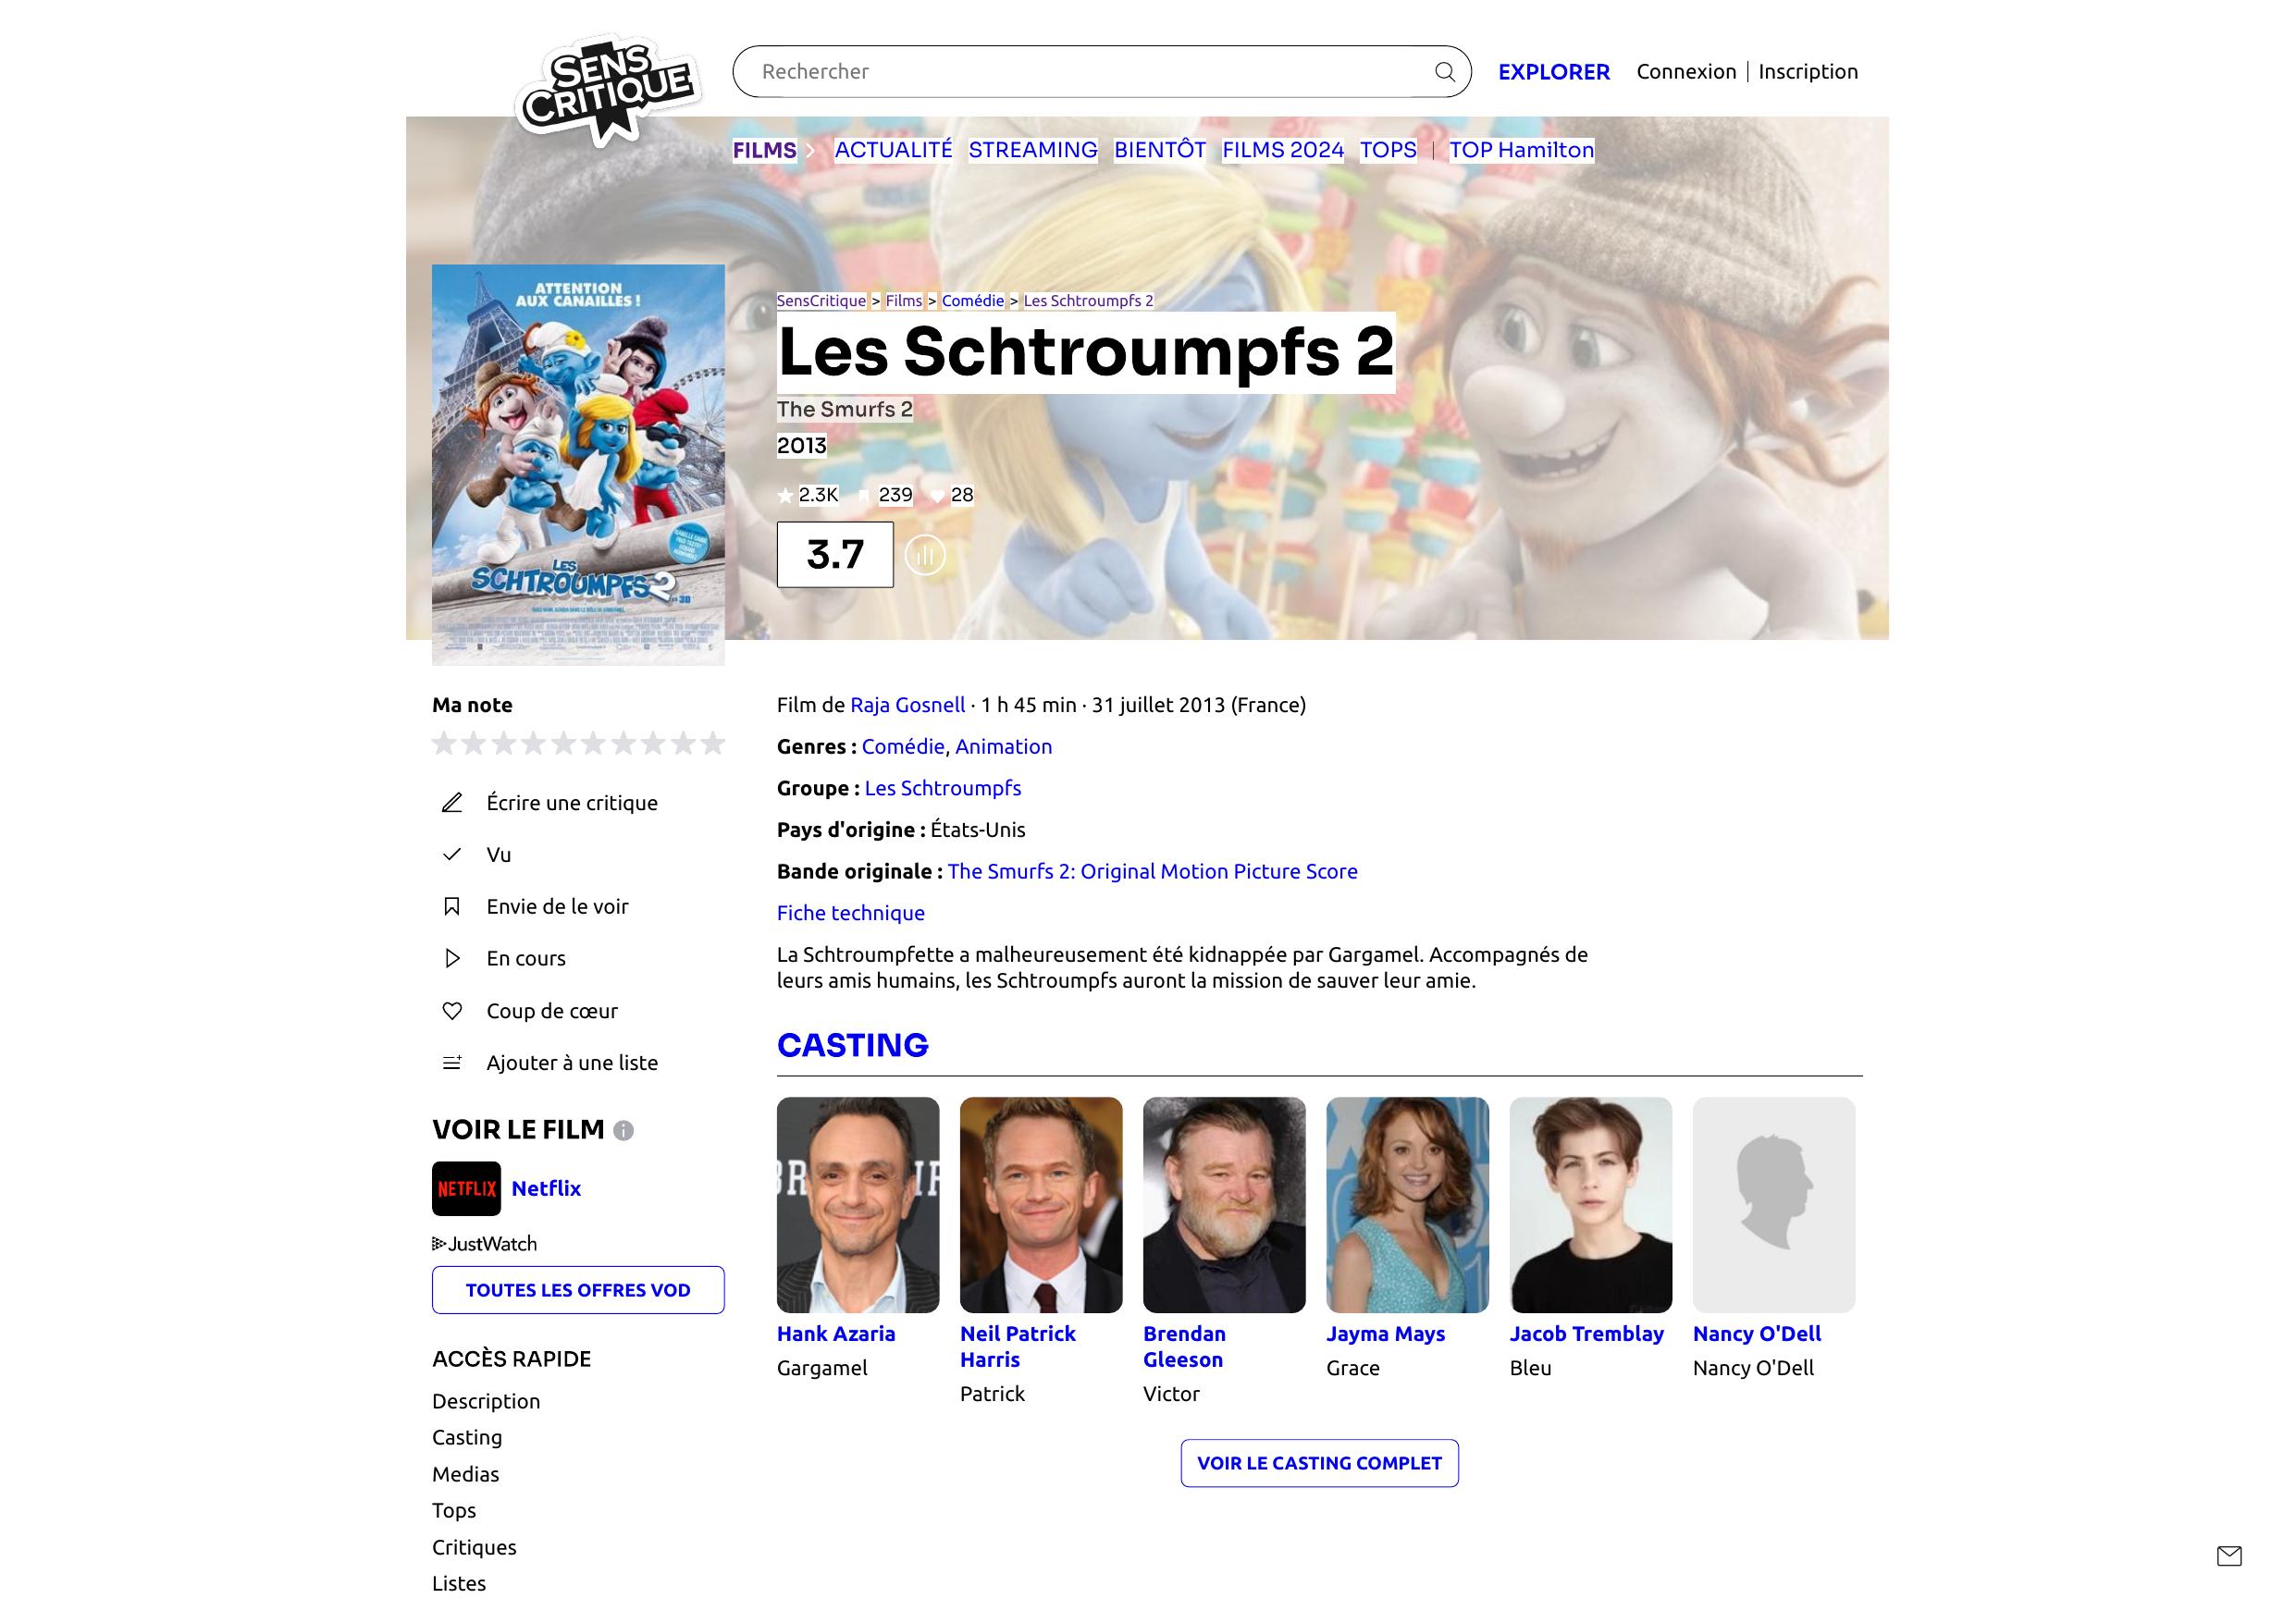 SENS
CRITIQUE
Rechercher
EXPLORER
Connexion | Inscription
FILMS
ACTUALITÉ STREAMING BIENTÔT FILMS 2024 TOPS | TOP Hamilton
ATTENTION
AUX CANAILLES !
LES
SCHTROUMPFS 2
3D
SensCritique > Films > Comédie > Les Schtroumpfs 2
Les Schtroumpfs 2
The Smurfs 2
2013
2.3K 239 28
3.7
Ma note
Écrire une critique
Vu
Envie de le voir
En cours
Coup de cœur
Ajouter à une liste
VOIR LE FILM
NETFLIX Netflix
JustWatch
TOUTES LES OFFRES VOD
ACCÈS RAPIDE
Description
Casting
Medias
Tops
Critiques
Listes
Film de Raja Gosnell · 1 h 45 min · 31 juillet 2013 (France)
Genres : Comédie, Animation
Groupe : Les Schtroumpfs
Pays d'origine : États-Unis
Bande originale : The Smurfs 2: Original Motion Picture Score
Fiche technique
La Schtroumpfette a malheureusement été kidnappée par Gargamel. Accompagnés de
leurs amis humains, les Schtroumpfs auront la mission de sauver leur amie.
CASTING
Hank Azaria
Gargamel
Neil Patrick
Harris
Patrick
Brendan
Gleeson
Victor
Jayma Mays
Grace
Jacob Tremblay
Bleu
Nancy O'Dell
Nancy O'Dell
VOIR LE CASTING COMPLET